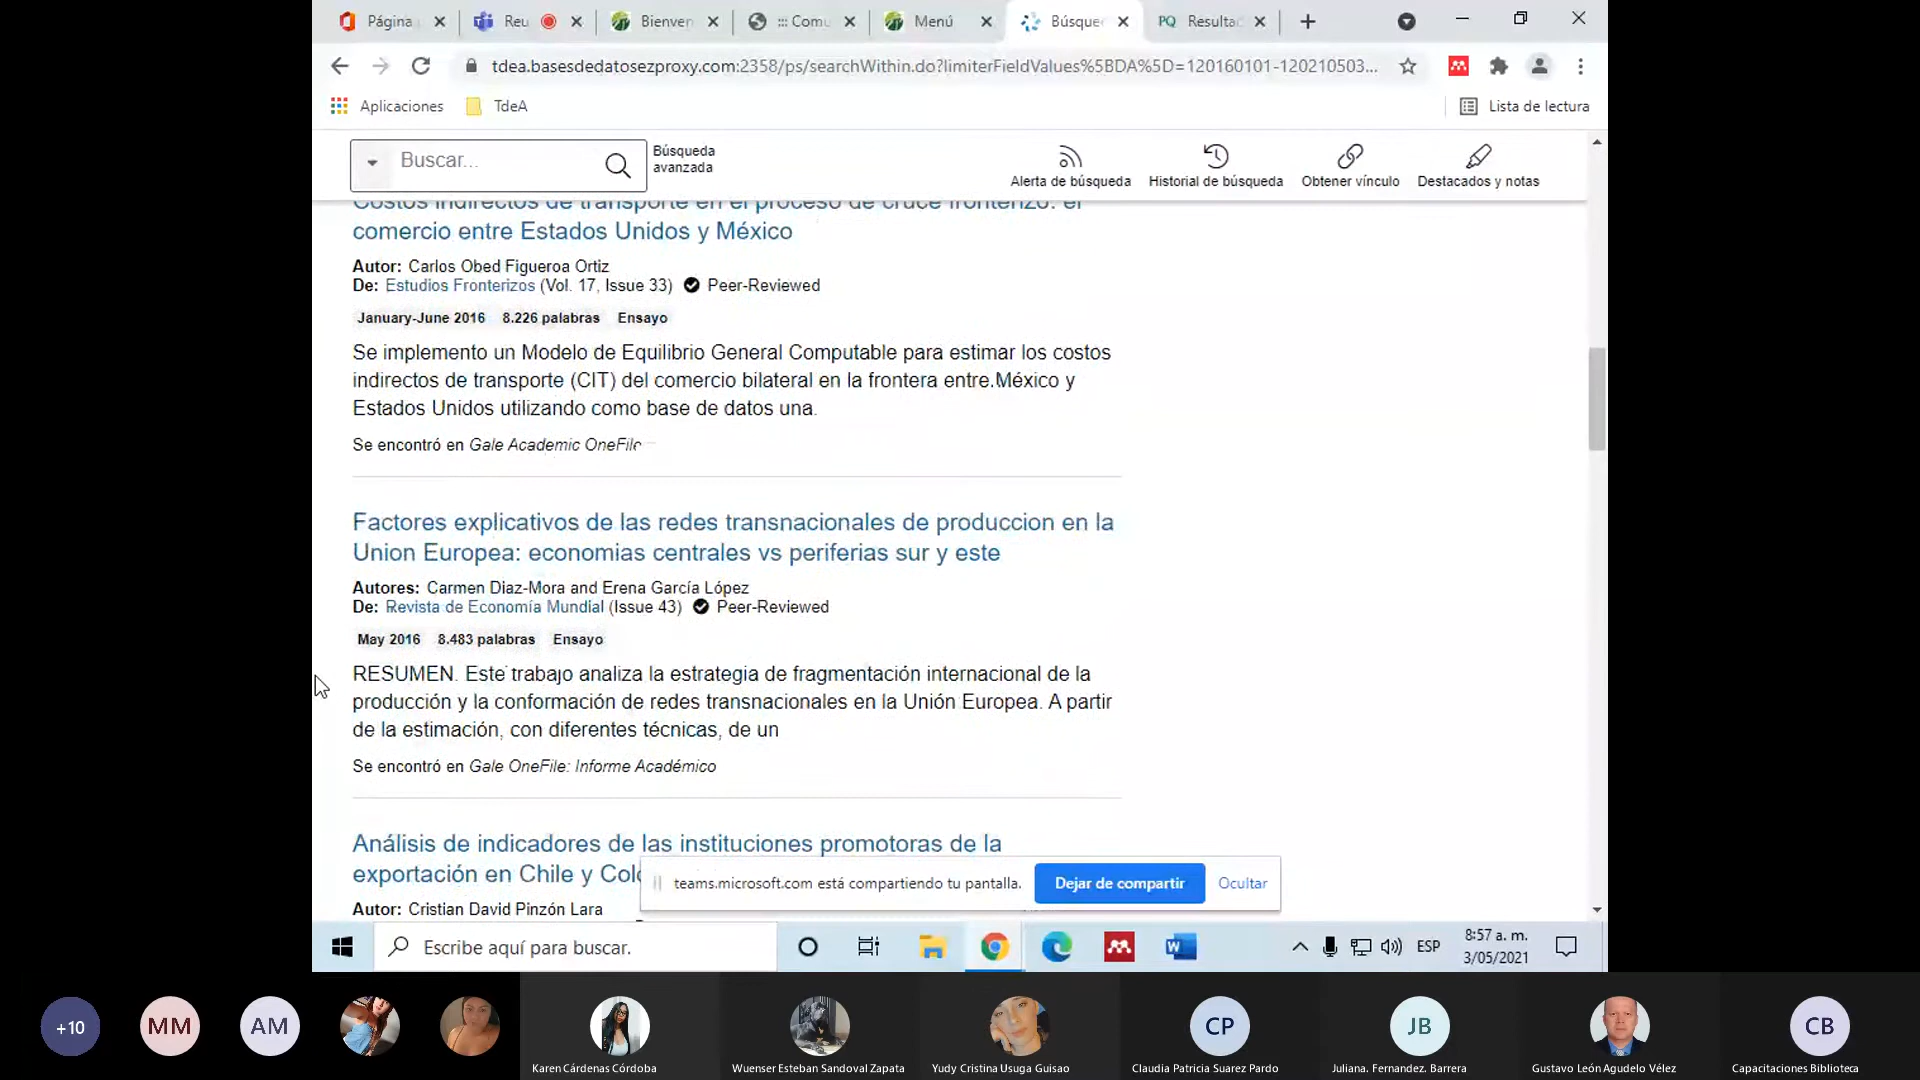 Página
Reu
Bienven
::: Comu
Menú
Búsque
PQ Resulta
tdea.basesdedatosezproxy.com:2358/ps/searchWithin.do?limiterFieldValues%5BDA%5D=120160101-120210503...
Aplicaciones
TdeA
Lista de lectura
Buscar...
Búsqueda
avanzada
Alerta de búsqueda
Historial de búsqueda
Obtener vínculo
Destacados y notas
Costos indirectos de transporte en el proceso de cruce fronterizo: el
comercio entre Estados Unidos y México
Autor: Carlos Obed Figueroa Ortiz
De: Estudios Fronterizos (Vol. 17, Issue 33) Peer-Reviewed
January-June 2016 8.226 palabras Ensayo
Se implemento un Modelo de Equilibrio General Computable para estimar los costos
indirectos de transporte (CIT) del comercio bilateral en la frontera entre.México y
Estados Unidos utilizando como base de datos una.
Se encontró en Gale Academic OneFile
Factores explicativos de las redes transnacionales de produccion en la
Union Europea: economias centrales vs periferias sur y este
Autores: Carmen Diaz-Mora and Erena García López
De: Revista de Economía Mundial (Issue 43) Peer-Reviewed
May 2016 8.483 palabras Ensayo
RESUMEN. Este trabajo analiza la estrategia de fragmentación internacional de la
producción y la conformación de redes transnacionales en la Unión Europea. A partir
de la estimación, con diferentes técnicas, de un
Se encontró en Gale OneFile: Informe Académico
Análisis de indicadores de las instituciones promotoras de la
exportación en Chile y Colo
Autor: Cristian David Pinzón Lara
teams.microsoft.com está compartiendo tu pantalla.
Dejar de compartir
Ocultar
Escribe aquí para buscar.
ESP
8:57 a. m.
3/05/2021
+10
MM
AM
CP
JB
CB
Karen Cárdenas Córdoba
Wuenser Esteban Sandoval Zapata
Yudy Cristina Usuga Guisao
Claudia Patricia Suarez Pardo
Juliana. Fernandez. Barrera
Gustavo León Agudelo Vélez
Capacitaciones Biblioteca